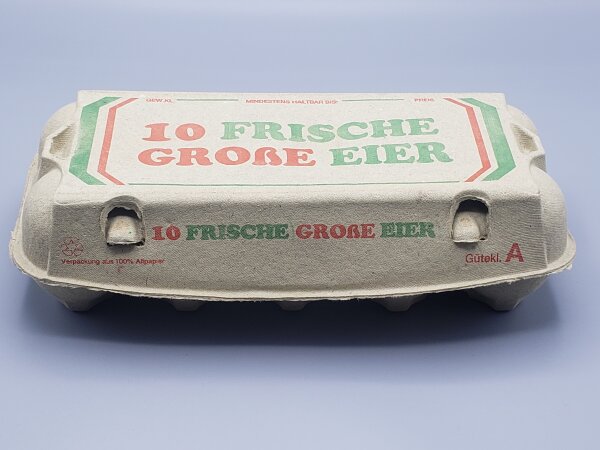 GEW.KL. MINDESTENS HALTBAR BIS: PREIS:
10 FRISCHE
GROßE EIER
10 FRISCHE GROßE EIER
Verpackung aus 100% Altpapier
Gütekl. A